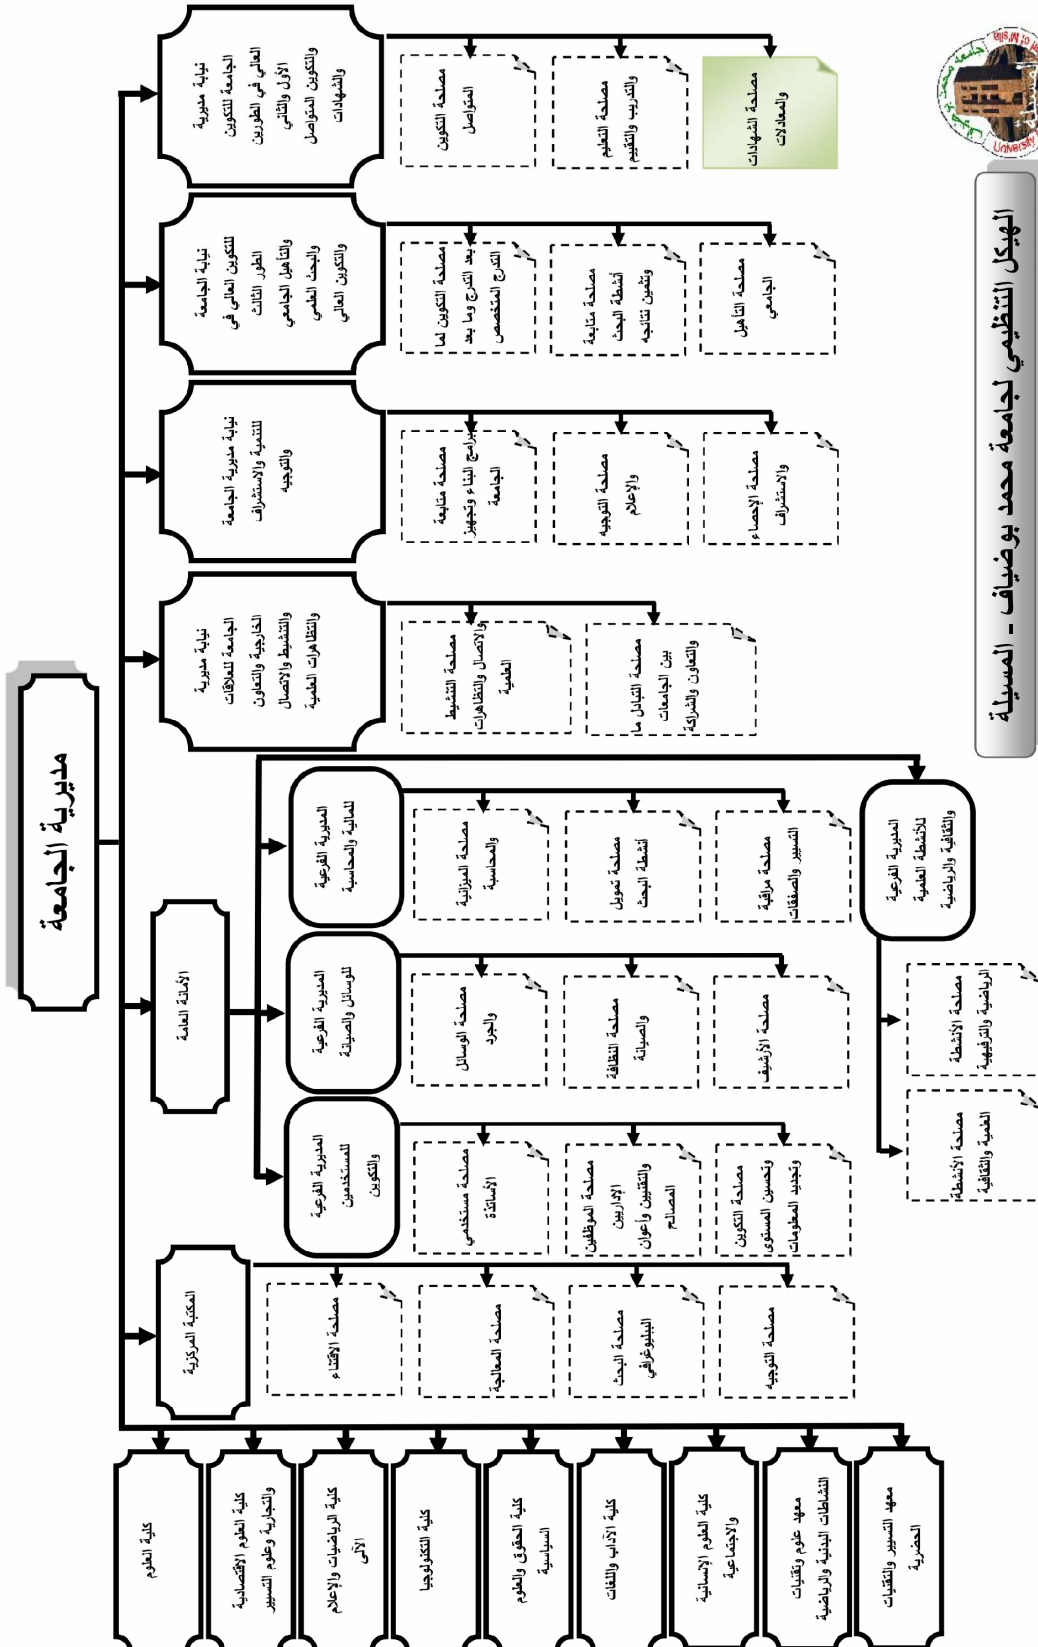 الهيكل التنظيمي لجامعة محمد بوضياف - المسيلة
مديرية الجامعة
نيابة مديرية
الجامعة للتكوين
العالي في الطورين
الأول والثاني
والتكوين المتواصل
والشهادات
مصلحة التكوين
المتواصل
مصلحة التعليم
والتدريب والتقييم
مصلحة الشهادات
والمعادلات
نيابة الجامعة
للتكوين العالي في
الطور الثالث
والتأهيل الجامعي
والبحث العلمي
والتكوين العالي
مصلحة التكوين لما
بعد التدرج وما بعد
التدرج المتخصص
مصلحة متابعة
أنشطة البحث
وتثمين نتائجه
مصلحة التأهيل
الجامعي
نيابة مديرية الجامعة
للتنمية والاستشراف
والتوجيه
مصلحة متابعة
برامج البناء وتجهيز
الجامعة
مصلحة التوجيه
والإعلام
مصلحة الإحصاء
والاستشراف
نيابة مديرية
الجامعة للعلاقات
الخارجية والتعاون
والتنشيط والاتصال
والتظاهرات العلمية
مصلحة التنشيط
والاتصال والتظاهرات
العلمية
مصلحة التبادل ما
بين الجامعات
والتعاون والشراكة
الأمانة العامة
المديرية الفرعية
للمالية والمحاسبة
مصلحة الميزانية
والمحاسبة
مصلحة تمويل
أنشطة البحث
مصلحة مراقبة
التسيير والصفقات
المديرية الفرعية
للوسائل والصيانة
مصلحة الوسائل
والجرد
مصلحة النظافة
والصيانة
مصلحة الأرشيف
المديرية الفرعية
للمستخدمين
والتكوين
مصلحة مستخدمي
الأساتذة
مصلحة الموظفين
الإداريين
والتقنيين وأعوان
المصالح
مصلحة التكوين
وتحسين المستوى
وتجديد المعلومات
المديرية الفرعية
للأنشطة العلمية
والثقافية والرياضية
مصلحة الأنشطة
الرياضية والترفيهية
مصلحة الأنشطة
العلمية والثقافية
المكتبة المركزية
مصلحة الاقتناء
مصلحة المعالجة
مصلحة البحث
الببليوغرافي
مصلحة التوجيه
كلية العلوم
كلية العلوم الاقتصادية
والتجارية وعلوم التسيير
كلية الرياضيات والإعلام
الآلي
كلية التكنولوجيا
كلية الحقوق والعلوم
السياسية
كلية الآداب واللغات
كلية العلوم الإنسانية
والاجتماعية
معهد علوم وتقنيات
النشاطات البدنية والرياضية
معهد التسيير والتقنيات
الحضرية